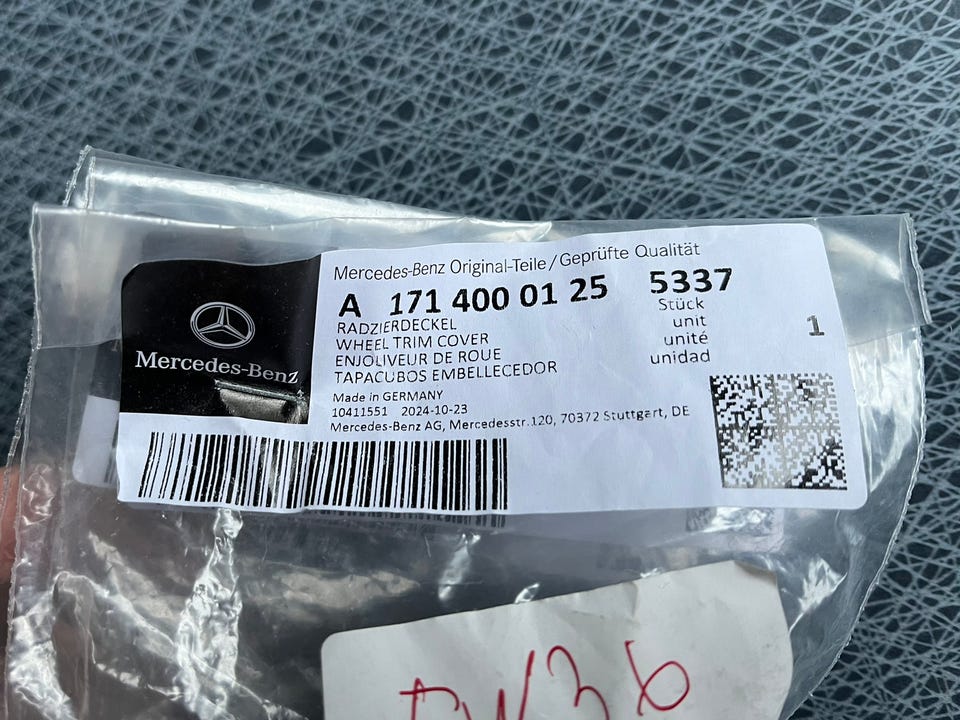 Mercedes-Benz Original-Teile/Geprüfte Qualität
A 171 400 01 25 5337
RADZIERDECKEL
WHEEL TRIM COVER
ENJOLIVEUR DE ROUE
TAPACUBOS EMBELLECEDOR
Stück
unit
unité
unidad
1
Made in GERMANY
10411551 2024-10-23
Mercedes-Benz AG, Mercedesstr.120, 70372 Stuttgart, DE
Mercedes-Benz